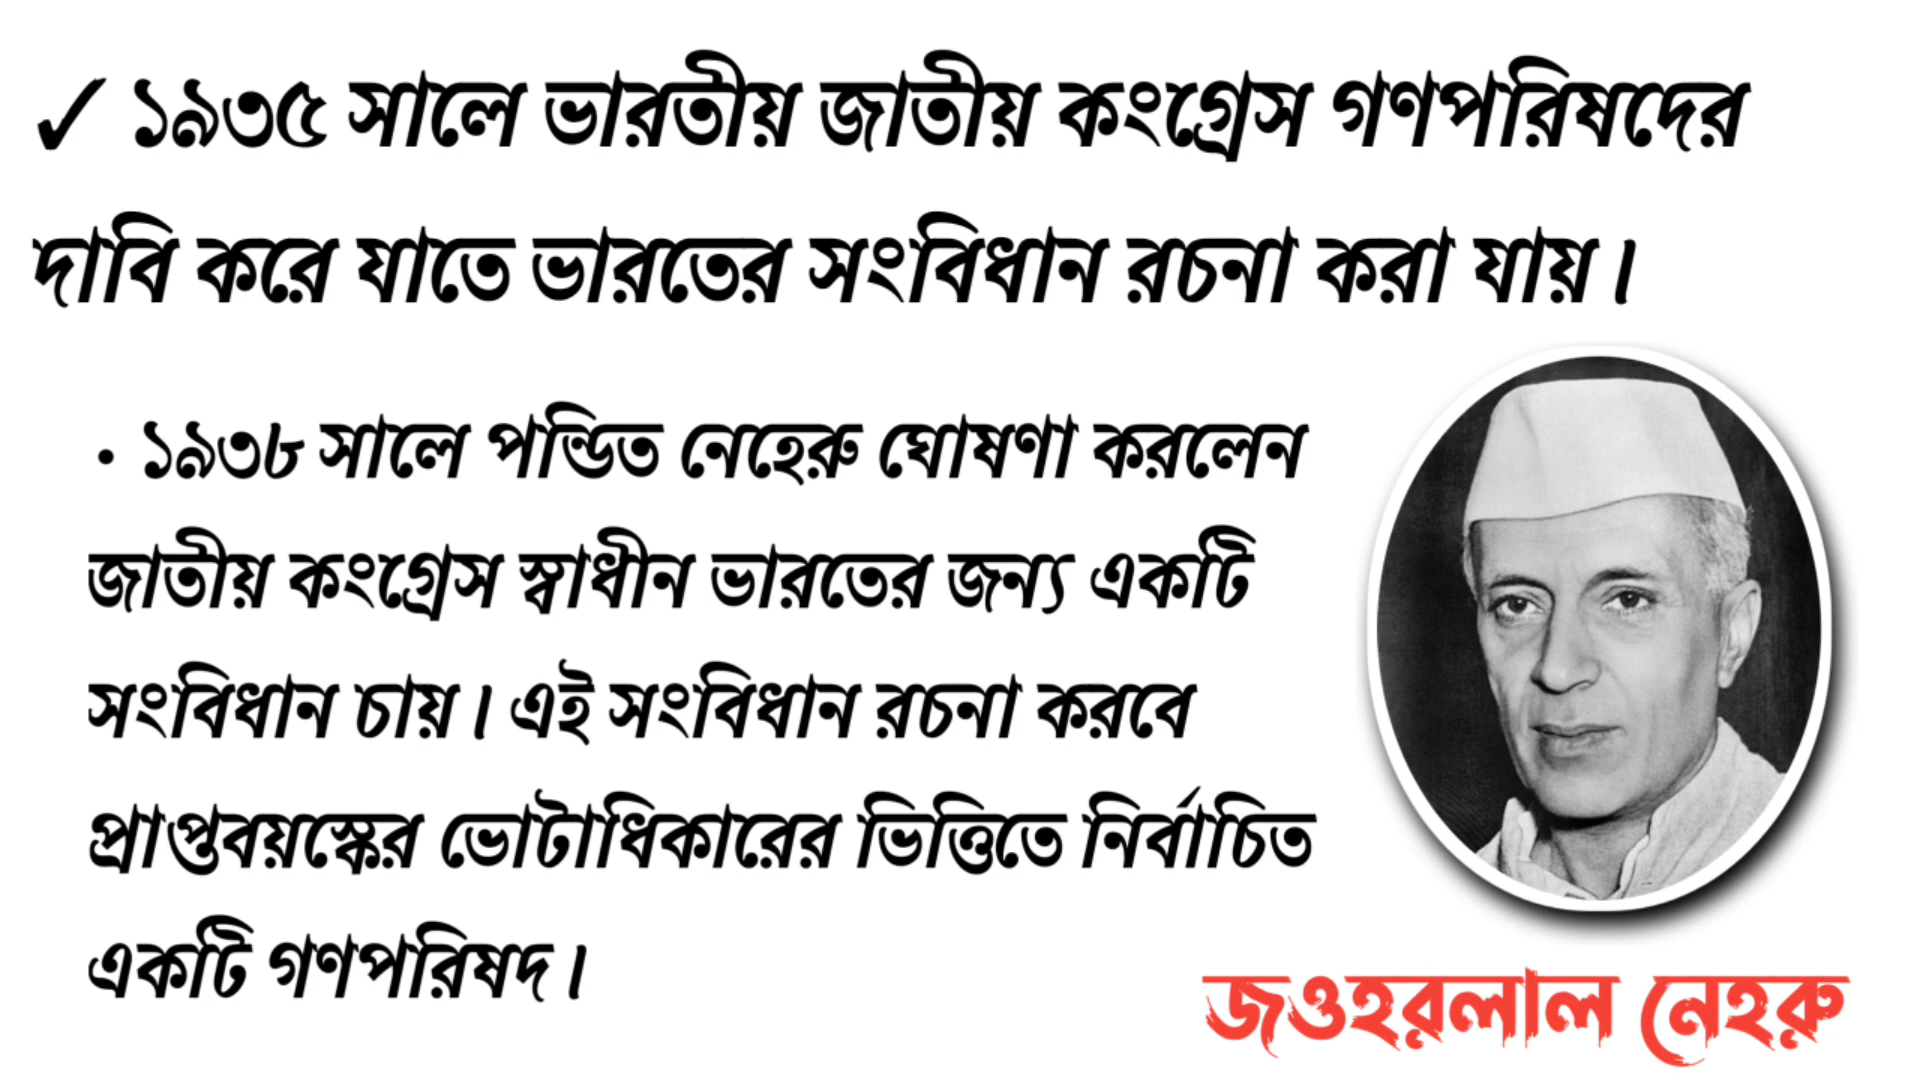 ✓ ১৯৩৫ সালে ভারতীয় জাতীয় কংগ্রেস গণপরিষদের
দাবি করে যাতে ভারতের সংবিধান রচনা করা যায়।
• ১৯৩৮ সালে পন্ডিত নেহেরু ঘোষণা করলেন
জাতীয় কংগ্রেস স্বাধীন ভারতের জন্য একটি
সংবিধান চায়। এই সংবিধান রচনা করবে
প্রাপ্তবয়স্কের ভোটাধিকারের ভিত্তিতে নির্বাচিত
একটি গণপরিষদ।
জওহরলাল নেহরু